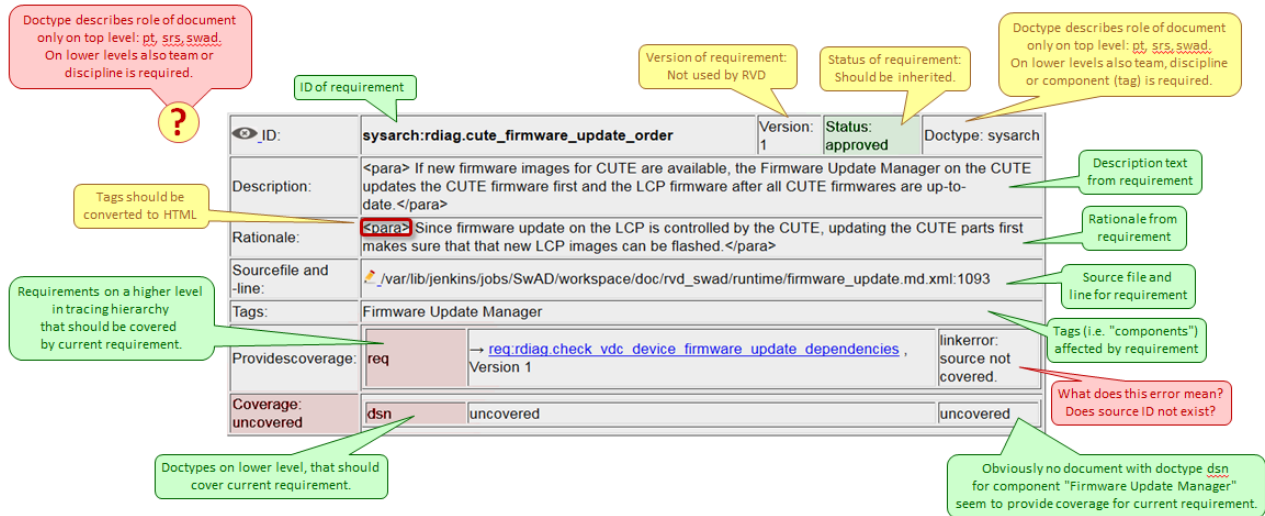 Doctype describes role of document
only on top level: pt, srs, swad.
On lower levels also team or
discipline is required.
?
ID of requirement
Version of requirement:
Not used by RVD
Status of requirement:
Should be inherited.
Doctype describes role of document
only on top level: pt, srs, swad.
On lower levels also team, discipline
or component (tag) is required.
ID:
sysarch:rdiag.cute_firmware_update_order
Version:
1
Status:
approved
Doctype: sysarch
Description:
<para> If new firmware images for CUTE are available, the Firmware Update Manager on the CUTE
updates the CUTE firmware first and the LCP firmware after all CUTE firmwares are up-to-
date.</para>
Description text
from requirement
Tags should be
converted to HTML
Rationale:
<para> Since firmware update on the LCP is controlled by the CUTE, updating the CUTE parts first
makes sure that that new LCP images can be flashed.</para>
Rationale from
requirement
Sourcefile and
-line:
/var/lib/jenkins/jobs/SwAD/workspace/doc/rvd_swad/runtime/firmware_update.md.xml:1093
Source file and
line for requirement
Requirements on a higher level
in tracing hierarchy
that should be covered
by current requirement.
Tags:
Firmware Update Manager
Tags (i.e. "components")
affected by requirement
Providescoverage:
req
→ req:rdiag.check_vdc_device_firmware_update_dependencies ,
Version 1
linkerror:
source not
covered.
What does this error mean?
Does source ID not exist?
Coverage:
uncovered
dsn
uncovered
uncovered
Doctypes on lower level, that should
cover current requirement.
Obviously no document with doctype dsn
for component "Firmware Update Manager"
seem to provide coverage for current requirement.